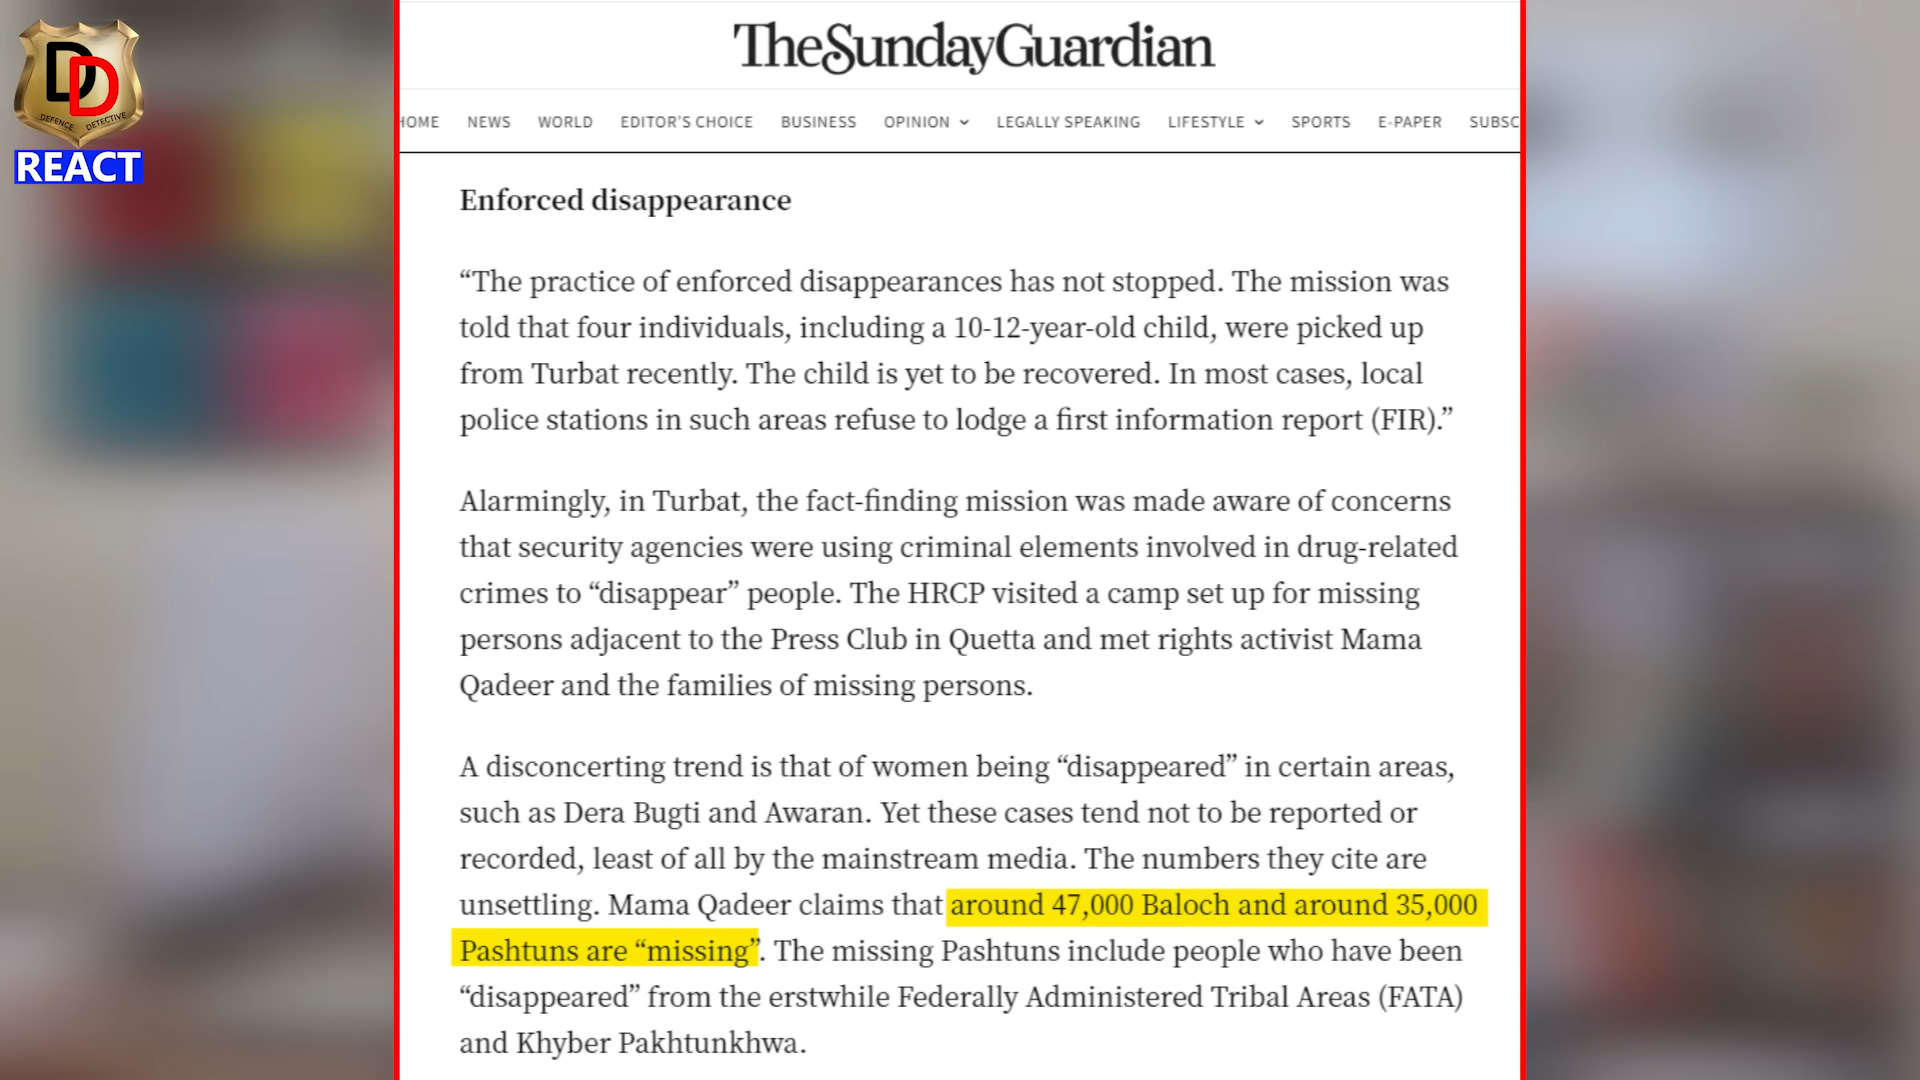 DD
DEFENCE DETECTIVE
REACT
TheSundayGuardian
HOME NEWS WORLD EDITOR'S CHOICE BUSINESS OPINION LEGALLY SPEAKING LIFESTYLE SPORTS E-PAPER SUBSC
Enforced disappearance
“The practice of enforced disappearances has not stopped. The mission was
told that four individuals, including a 10-12-year-old child, were picked up
from Turbat recently. The child is yet to be recovered. In most cases, local
police stations in such areas refuse to lodge a first information report (FIR).”
Alarmingly, in Turbat, the fact-finding mission was made aware of concerns
that security agencies were using criminal elements involved in drug-related
crimes to “disappear” people. The HRCP visited a camp set up for missing
persons adjacent to the Press Club in Quetta and met rights activist Mama
Qadeer and the families of missing persons.
A disconcerting trend is that of women being “disappeared” in certain areas,
such as Dera Bugti and Awaran. Yet these cases tend not to be reported or
recorded, least of all by the mainstream media. The numbers they cite are
unsettling. Mama Qadeer claims that around 47,000 Baloch and around 35,000
Pashtuns are “missing”. The missing Pashtuns include people who have been
“disappeared” from the erstwhile Federally Administered Tribal Areas (FATA)
and Khyber Pakhtunkhwa.